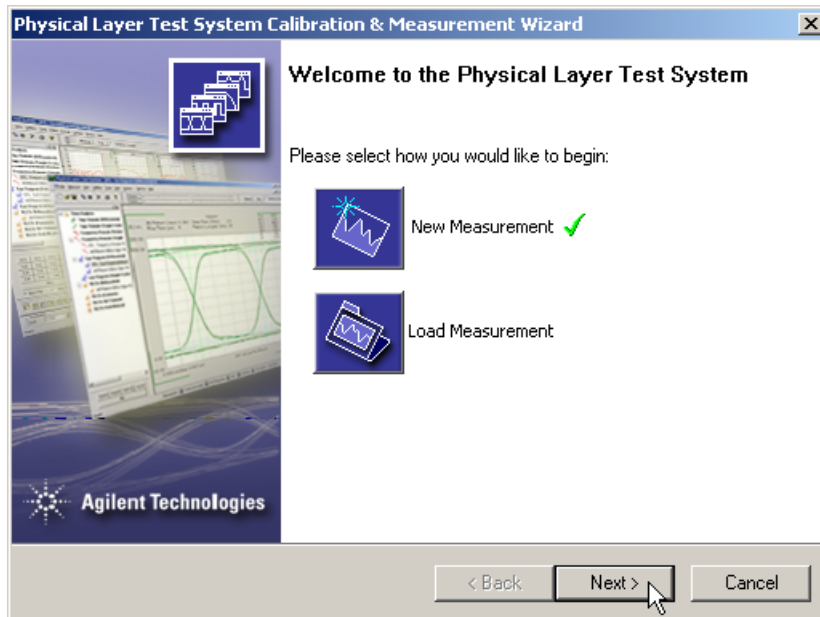 Physical Layer Test System Calibration & Measurement Wizard
Welcome to the Physical Layer Test System
Please select how you would like to begin:
New Measurement
Load Measurement
Agilent Technologies
< Back
Next >
Cancel